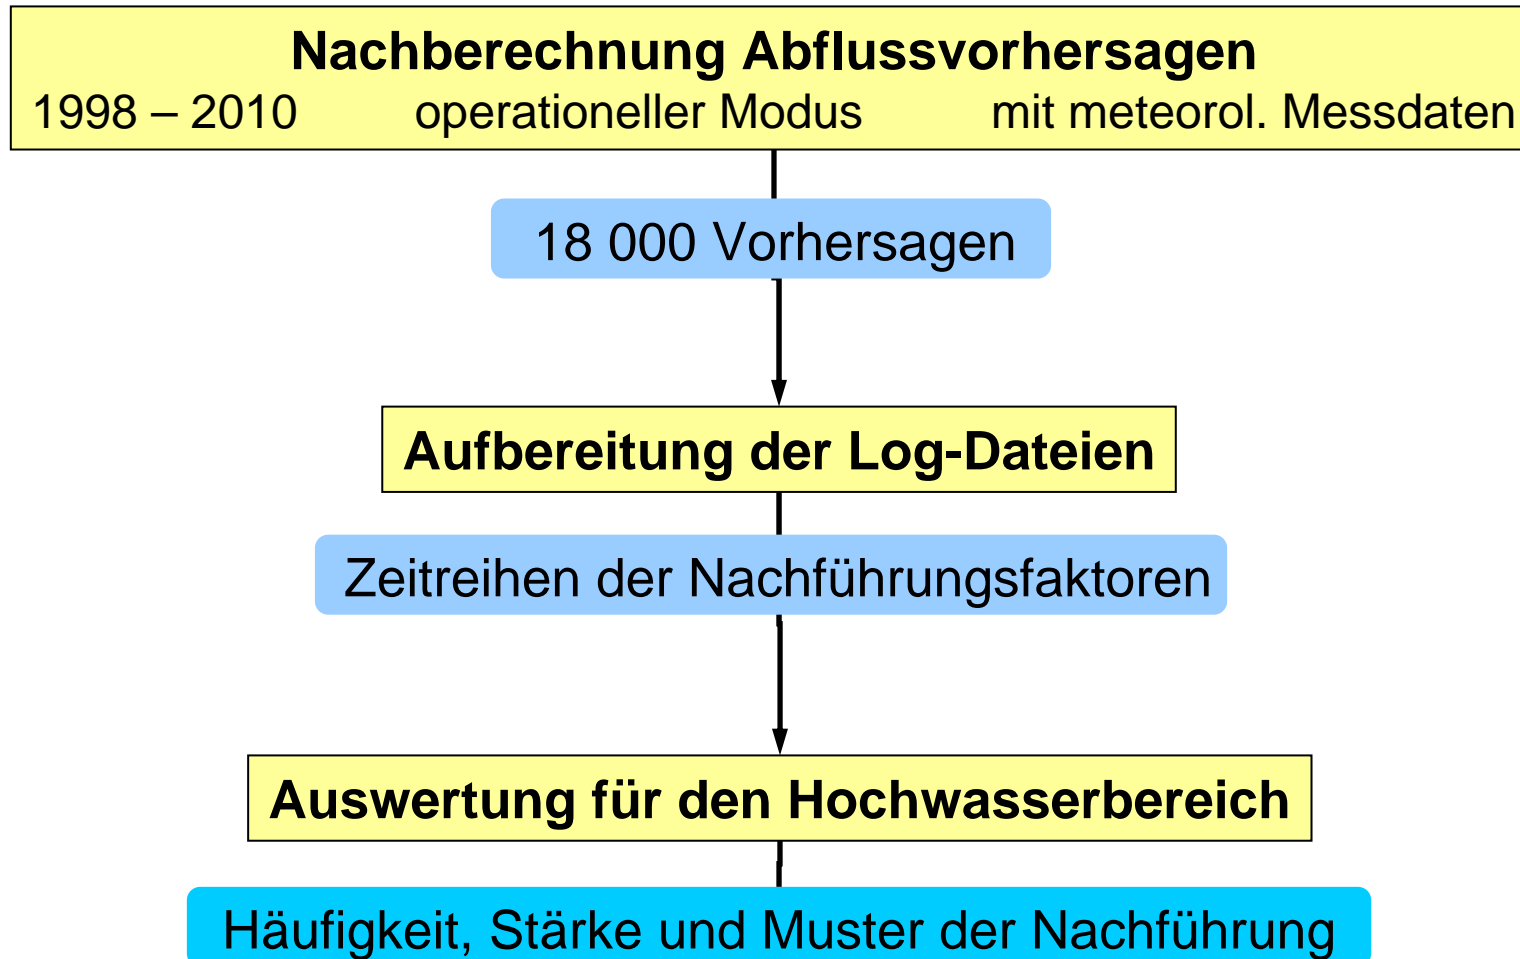 Nachberechnung Abflussvorhersagen
1998 – 2010 operationeller Modus mit meteorol. Messdaten
18 000 Vorhersagen
Aufbereitung der Log-Dateien
Zeitreihen der Nachführungsfaktoren
Auswertung für den Hochwasserbereich
Häufigkeit, Stärke und Muster der Nachführung